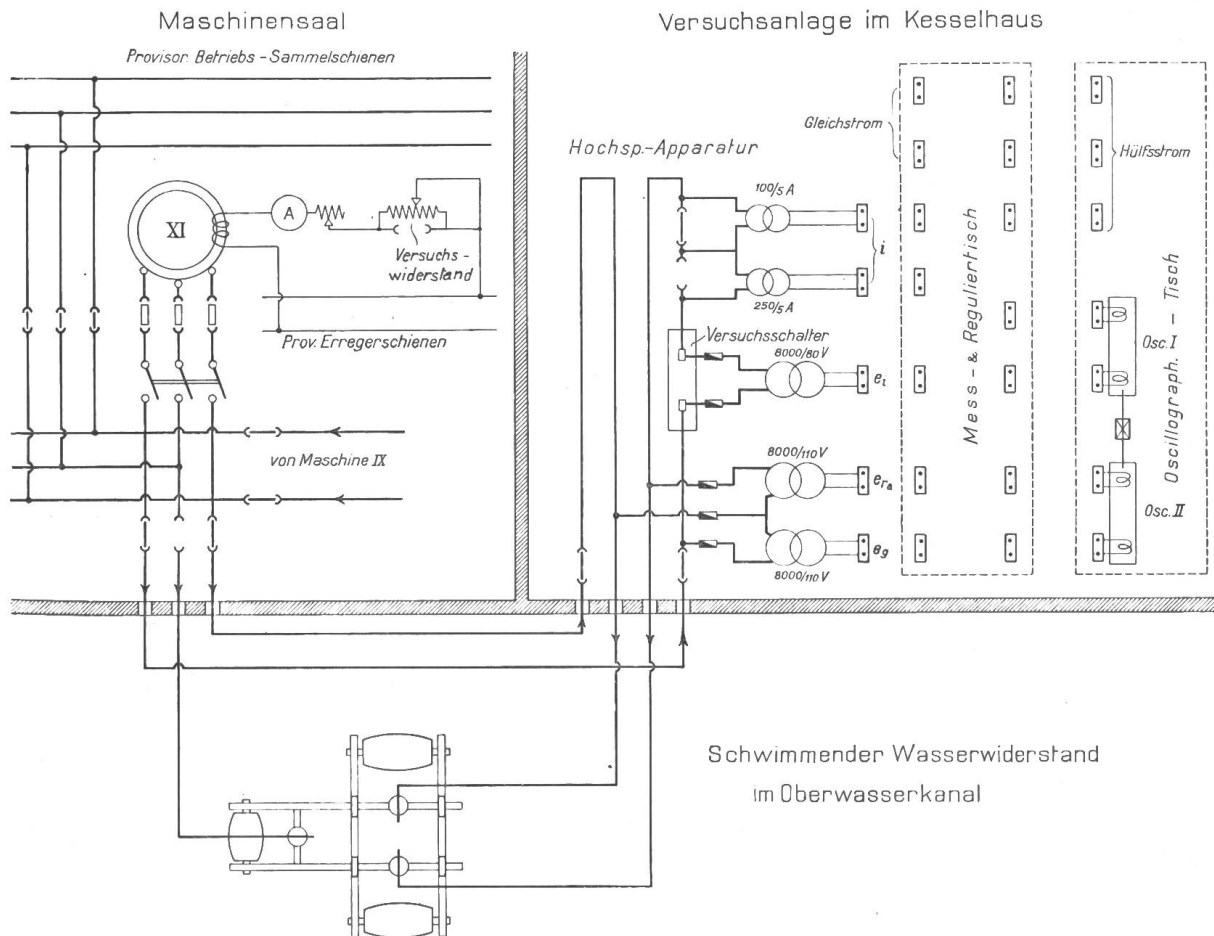 Maschinensaal
Provisor. Betriebs-Sammelschienen
XI
A
Versuchs-
widerstand
Prov. Erregerschienen
von Maschine IX
Versuchsanlage im Kesselhaus
Hochsp.-Apparatur
Gleichstrom
100/5 A
i
250/5 A
Versuchsschalter
8000/80 V
8000/110 V
8000/110 V
Mess- & Reguliertisch
Hülfsstrom
Osc. I
Osc. II
Oscillograph. - Tisch
Schwimmender Wasserwiderstand
im Oberwasserkanal